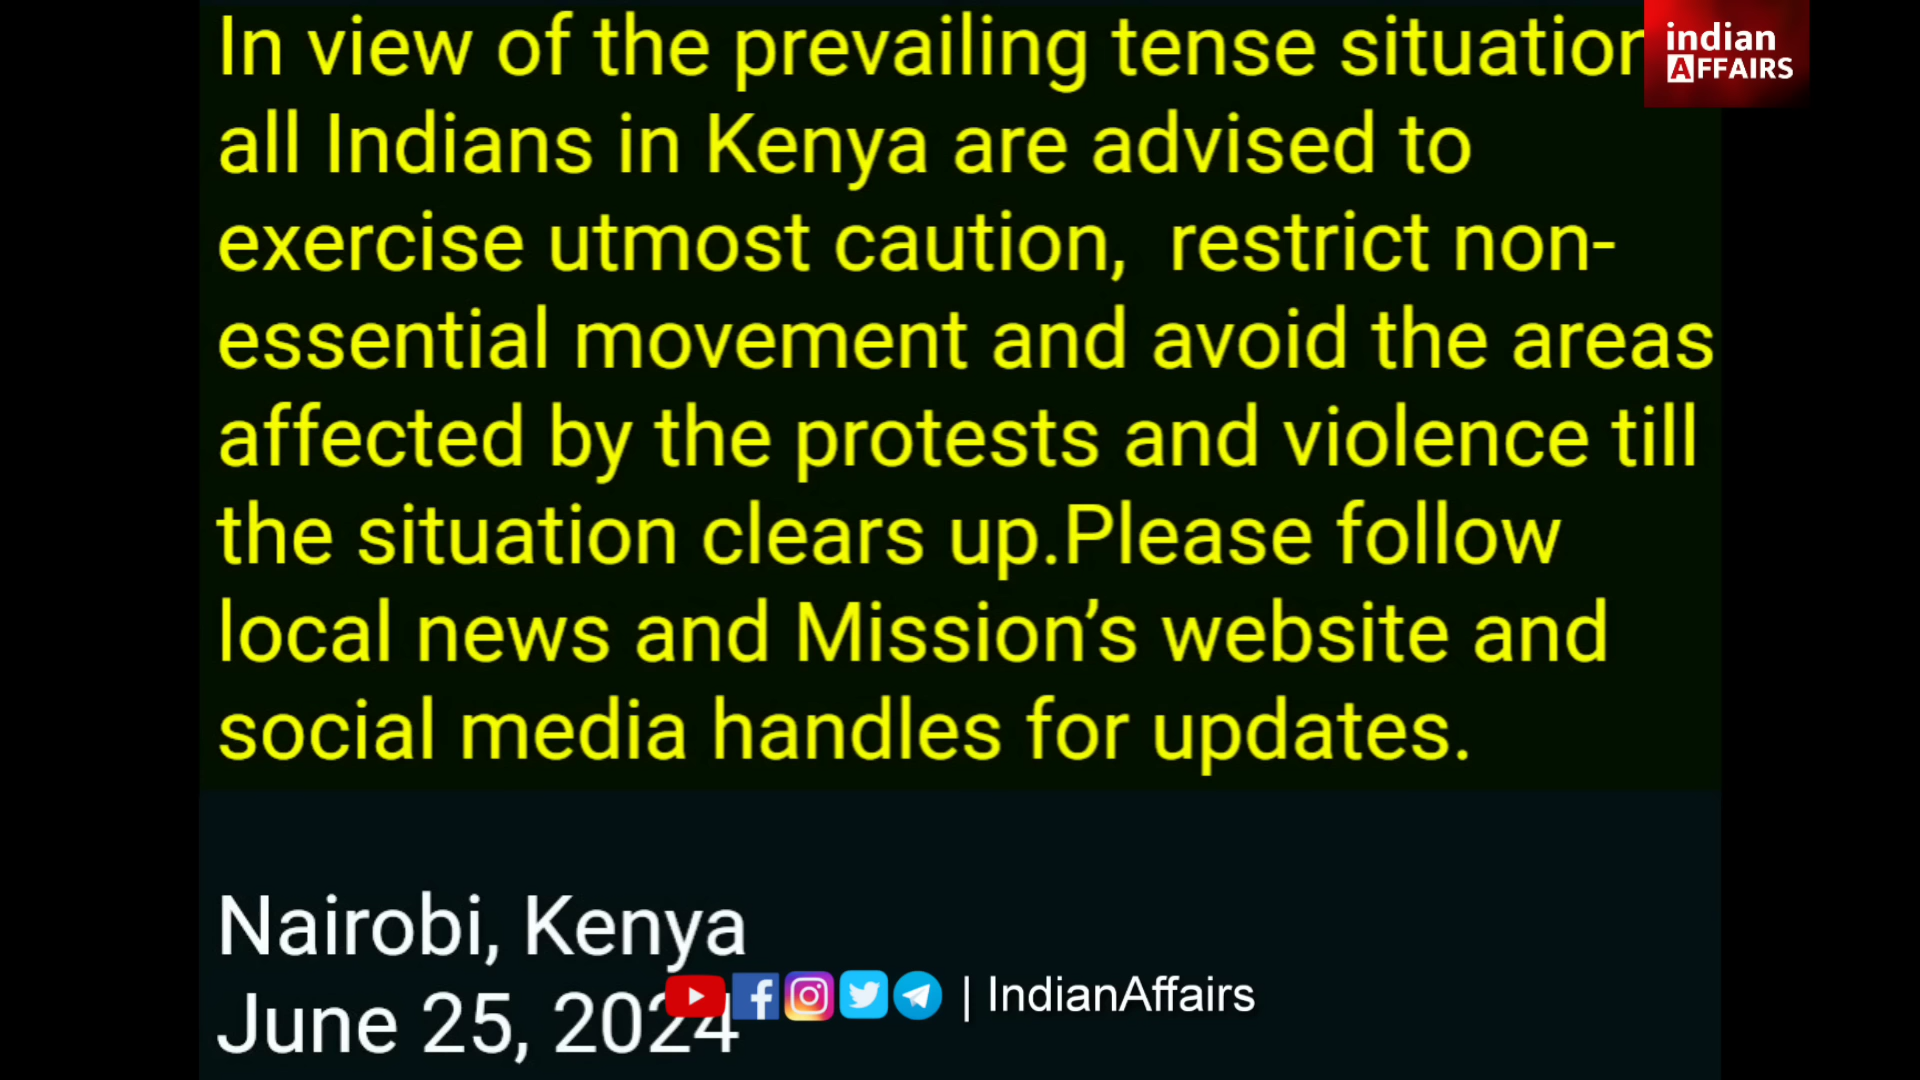 In view of the prevailing tense situation
all Indians in Kenya are advised to
exercise utmost caution,  restrict non-
essential movement and avoid the areas
affected by the protests and violence till
the situation clears up.Please follow
local news and Mission’s website and
social media handles for updates.
Nairobi, Kenya
June 25, 2024
indian
AFFAIRS
| IndianAffairs